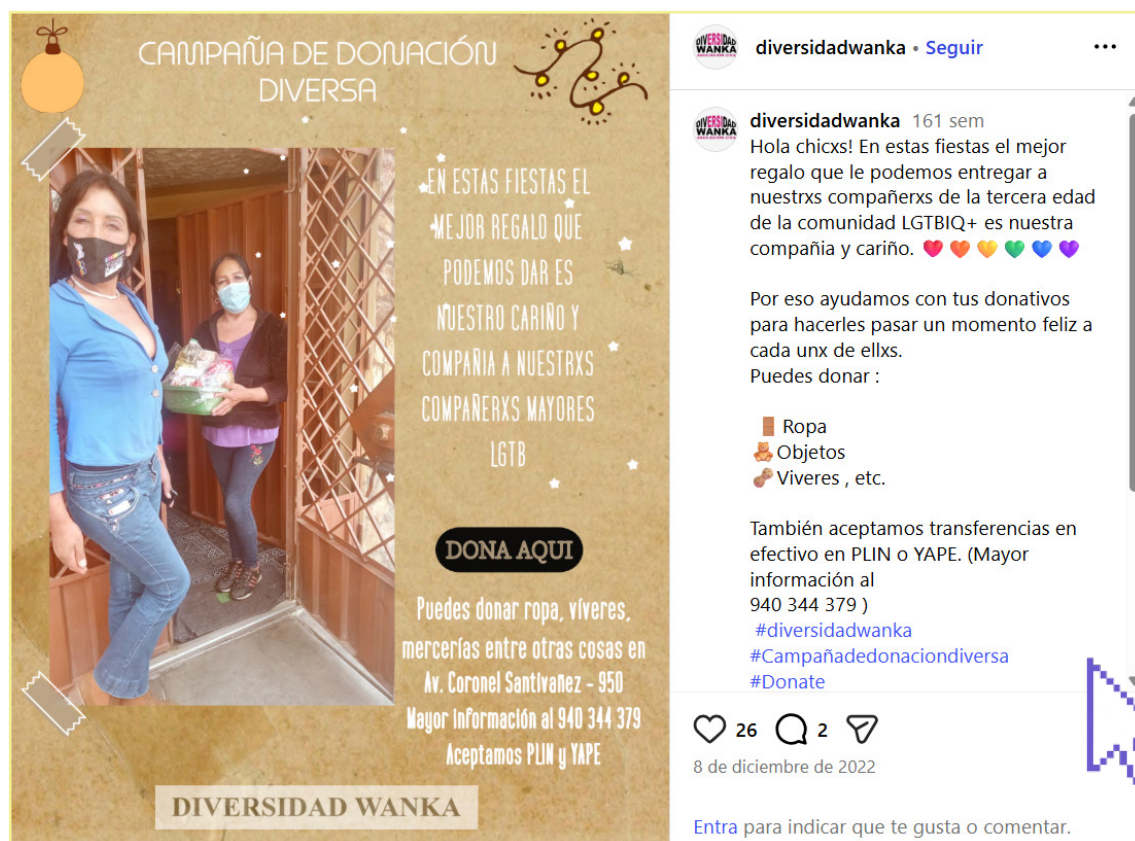 CAMPAÑA DE DONACIÓN
DIVERSA
EN ESTAS FIESTAS EL
MEJOR REGALO QUE
PODEMOS DAR ES
NUESTRO CARIÑO Y
COMPAÑIA A NUESTRXS
COMPAÑERXS MAYORES
LGTB
DONA AQUI
Puedes donar ropa, víveres,
mercerías entre otras cosas en
Av. Coronel Santivañez - 950
Mayor información al 940 344 379
Aceptamos PLIN y YAPE
DIVERSIDAD WANKA
DIVERSIDAD
WANKA
diversidadwanka • Seguir
DIVERSIDAD
WANKA
diversidadwanka 161 sem
Hola chicxs! En estas fiestas el mejor
regalo que le podemos entregar a
nuestrxs compañerxs de la tercera edad
de la comunidad LGTBIQ+ es nuestra
compañia y cariño. ❤️ 🧡 💛 💚 💙 💜
Por eso ayudamos con tus donativos
para hacerles pasar un momento feliz a
cada unx de ellxs.
Puedes donar :
🚪 Ropa
🧸 Objetos
🥜 Viveres , etc.
También aceptamos transferencias en
efectivo en PLIN o YAPE. (Mayor
información al
940 344 379 )
#diversidadwanka
#Campañadedonaciondiversa
#Donate
26 2
8 de diciembre de 2022
Entra para indicar que te gusta o comentar.